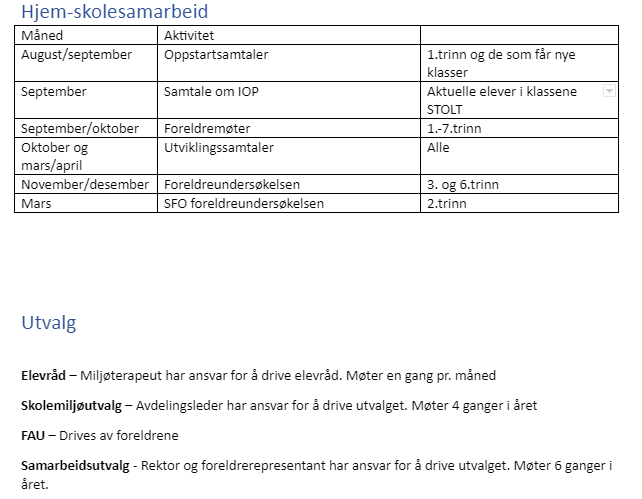 Hjem-skolesamarbeid
Måned Aktivitet
August/september Oppstartsamtaler 1.trinn og de som får nye
klasser
September Samtale om IOP Aktuelle elever i klassene
STOLT
September/oktober Foreldremøter 1.-7.trinn
Oktober og Utviklingssamtaler Alle
mars/april
November/desember Foreldreundersøkelsen 3. og 6.trinn
Mars SFO foreldreundersøkelsen 2.trinn
Utvalg
Elevråd – Miljøterapeut har ansvar for å drive elevråd. Møter en gang pr. måned
Skolemiljøutvalg – Avdelingsleder har ansvar for å drive utvalget. Møter 4 ganger i året
FAU – Drives av foreldrene
Samarbeidsutvalg - Rektor og foreldrerepresentant har ansvar for å drive utvalget. Møter 6 ganger i
året.